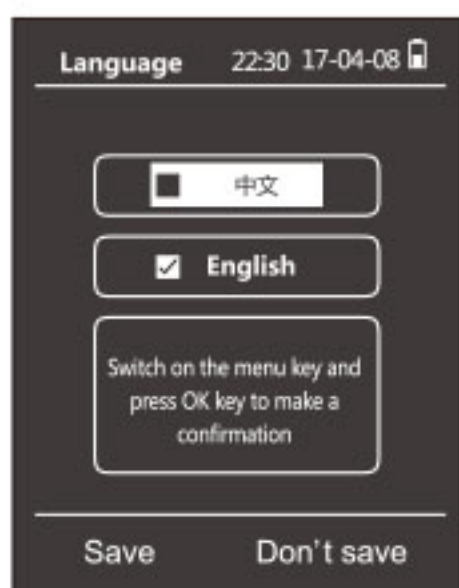 Language 22:30 17-04-08
中文
English
Switch on the menu key and
press OK key to make a
confirmation
Save Don't save